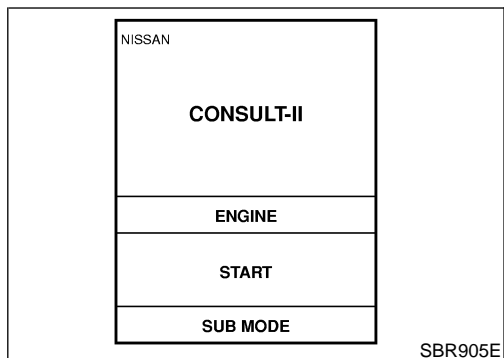 NISSAN
CONSULT-II
ENGINE
START
SUB MODE
SBR905E